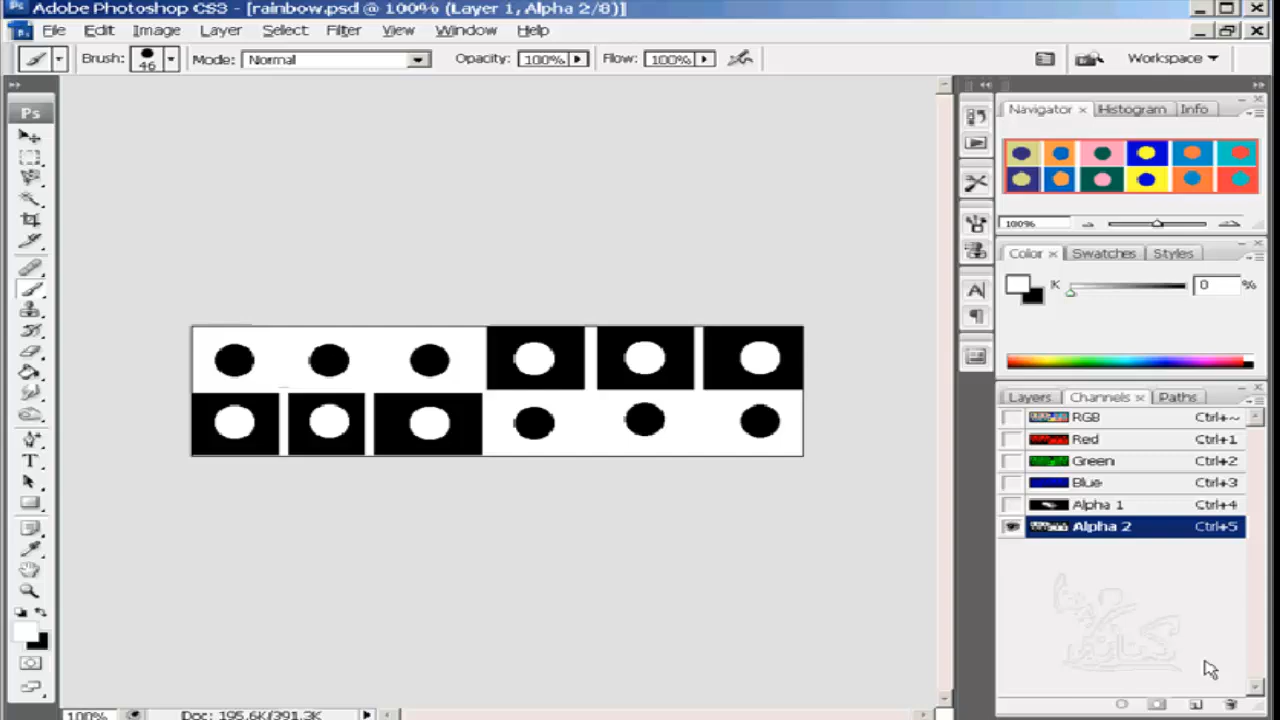 Adobe Photoshop CS3 - [rainbow.psd @ 100% (Layer 1, Alpha 2/8)]
File Edit Image Layer Select Filter View Window Help
Brush: 46 Mode: Normal Opacity: 100% Flow: 100% Workspace
Ps
Navigator Histogram Info
100%
Color Swatches Styles
K 0 %
Layers Channels Paths
RGB Ctrl+~
Red Ctrl+1
Green Ctrl+2
Blue Ctrl+3
Alpha 1 Ctrl+4
Alpha 2 Ctrl+5
100% Doc: 195.6K/391.3K